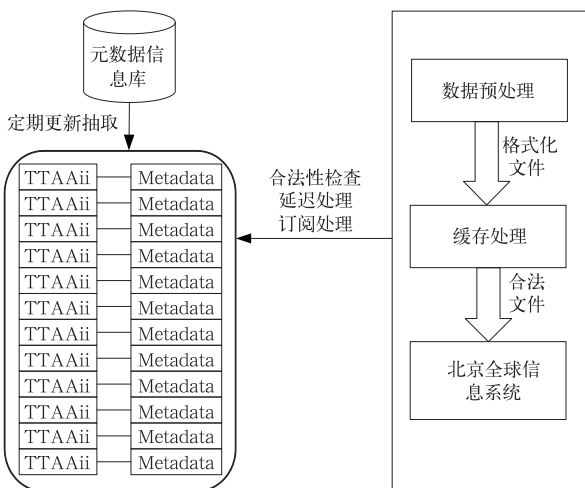 元数据信
息库
定期更新抽取
TTAAii Metadata
TTAAii Metadata
TTAAii Metadata
TTAAii Metadata
TTAAii Metadata
TTAAii Metadata
TTAAii Metadata
TTAAii Metadata
TTAAii Metadata
TTAAii Metadata
TTAAii Metadata
TTAAii Metadata
合法性检查
延迟处理
订阅处理
数据预处理
格式化
文件
缓存处理
合法
文件
北京全球信
息系统